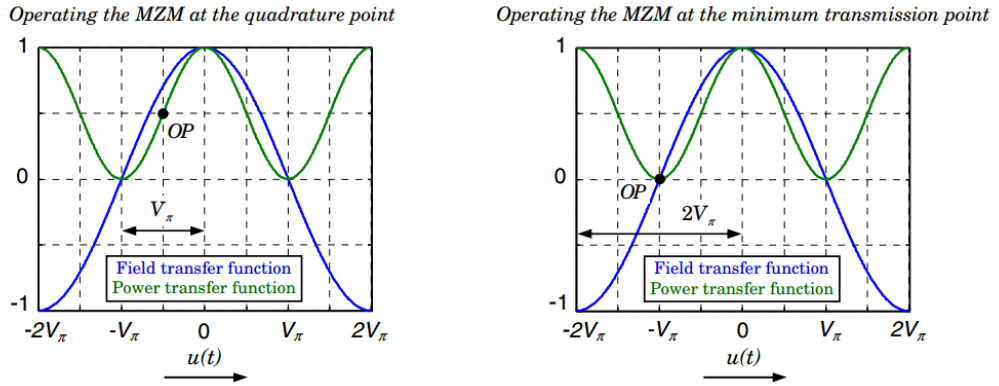 Operating the MZM at the quadrature point
1
0
-1
OP
Vπ
Field transfer function
Power transfer function
-2Vπ -Vπ 0 Vπ 2Vπ
u(t)
Operating the MZM at the minimum transmission point
1
0
-1
OP
2Vπ
Field transfer function
Power transfer function
-2Vπ -Vπ 0 Vπ 2Vπ
u(t)